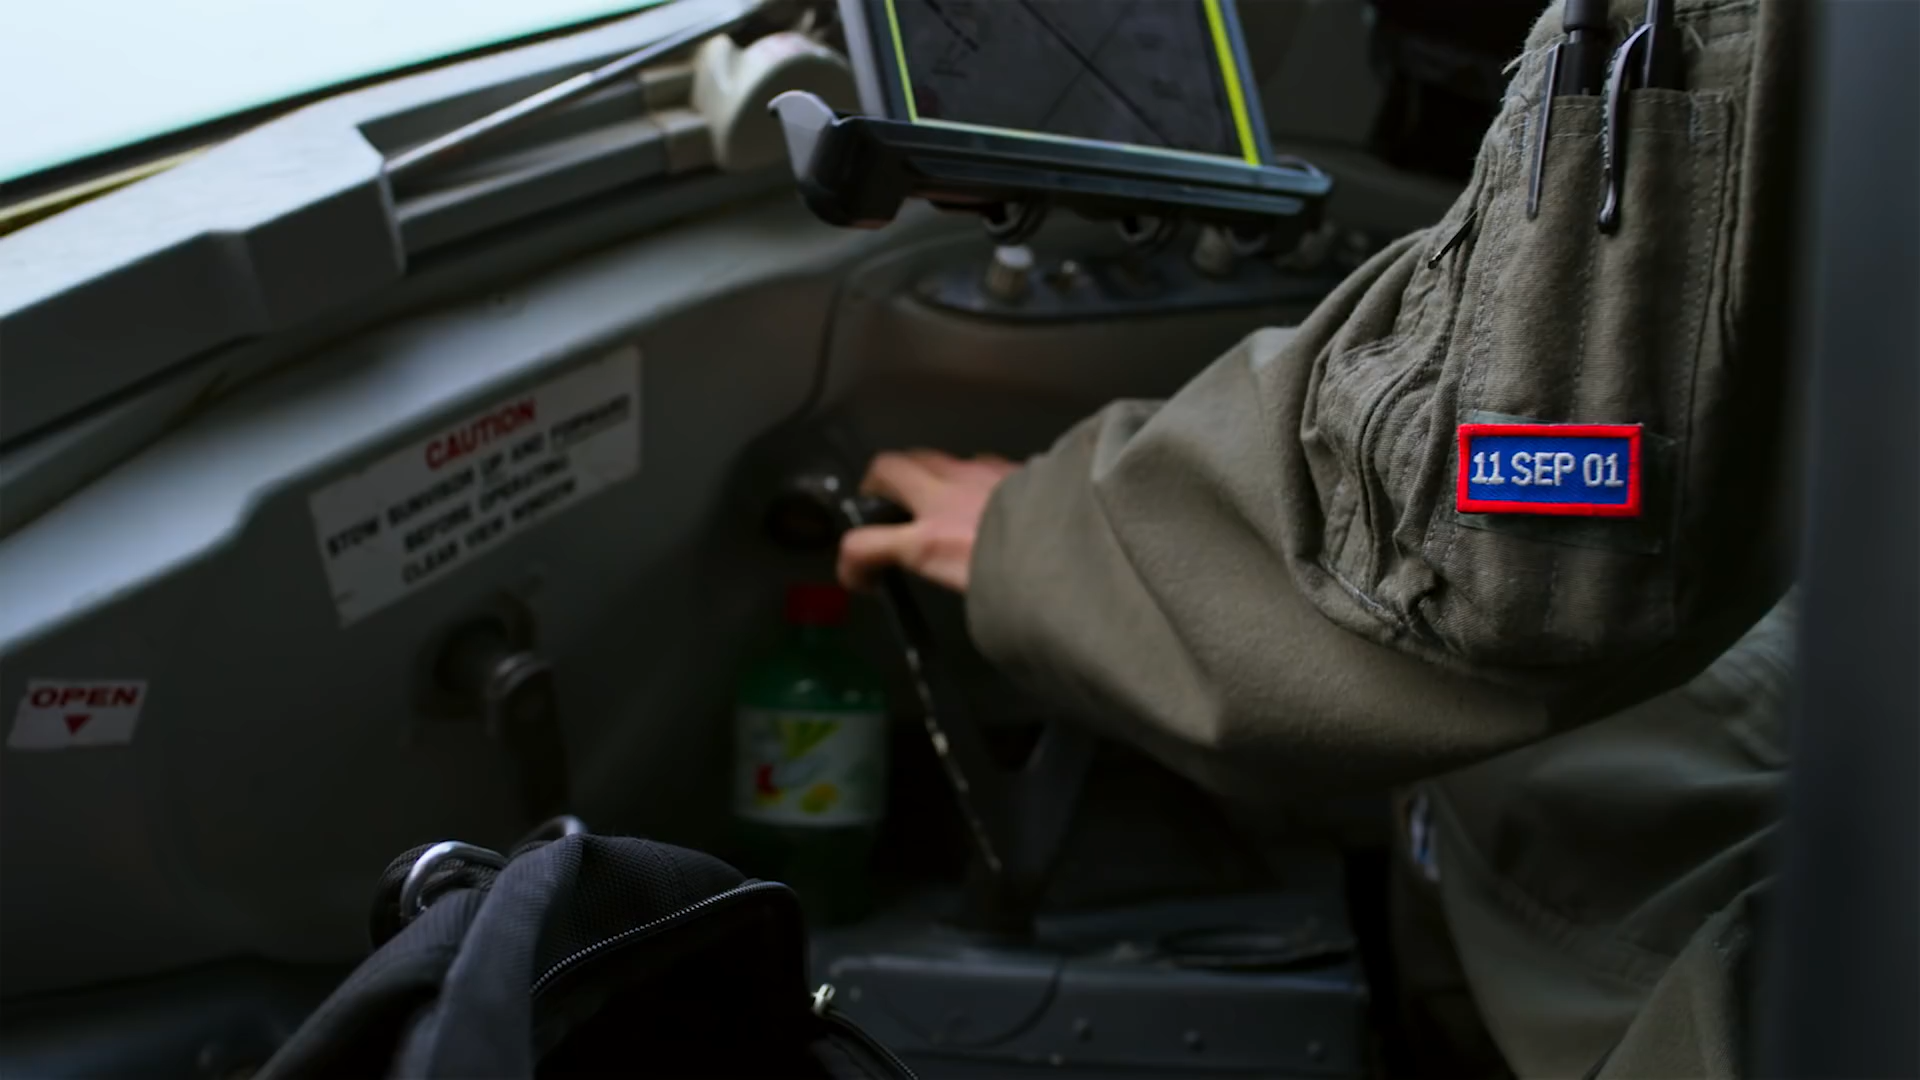 CAUTION
STOW SUNVISOR UP AND FORWARD
BEFORE OPERATING
CLEAR VIEW WINDOW
OPEN
11 SEP 01